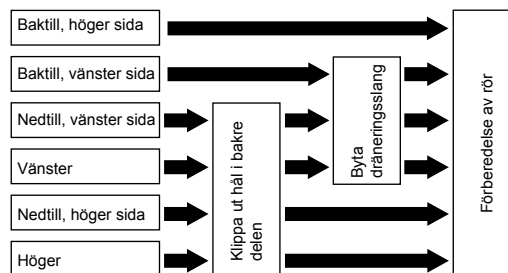 Baktill, höger sida
Baktill, vänster sida
Nedtill, vänster sida
Vänster
Nedtill, höger sida
Höger
Klippa ut hål i bakre
delen
Byta
dräneringsslang
Förberedelse av rör